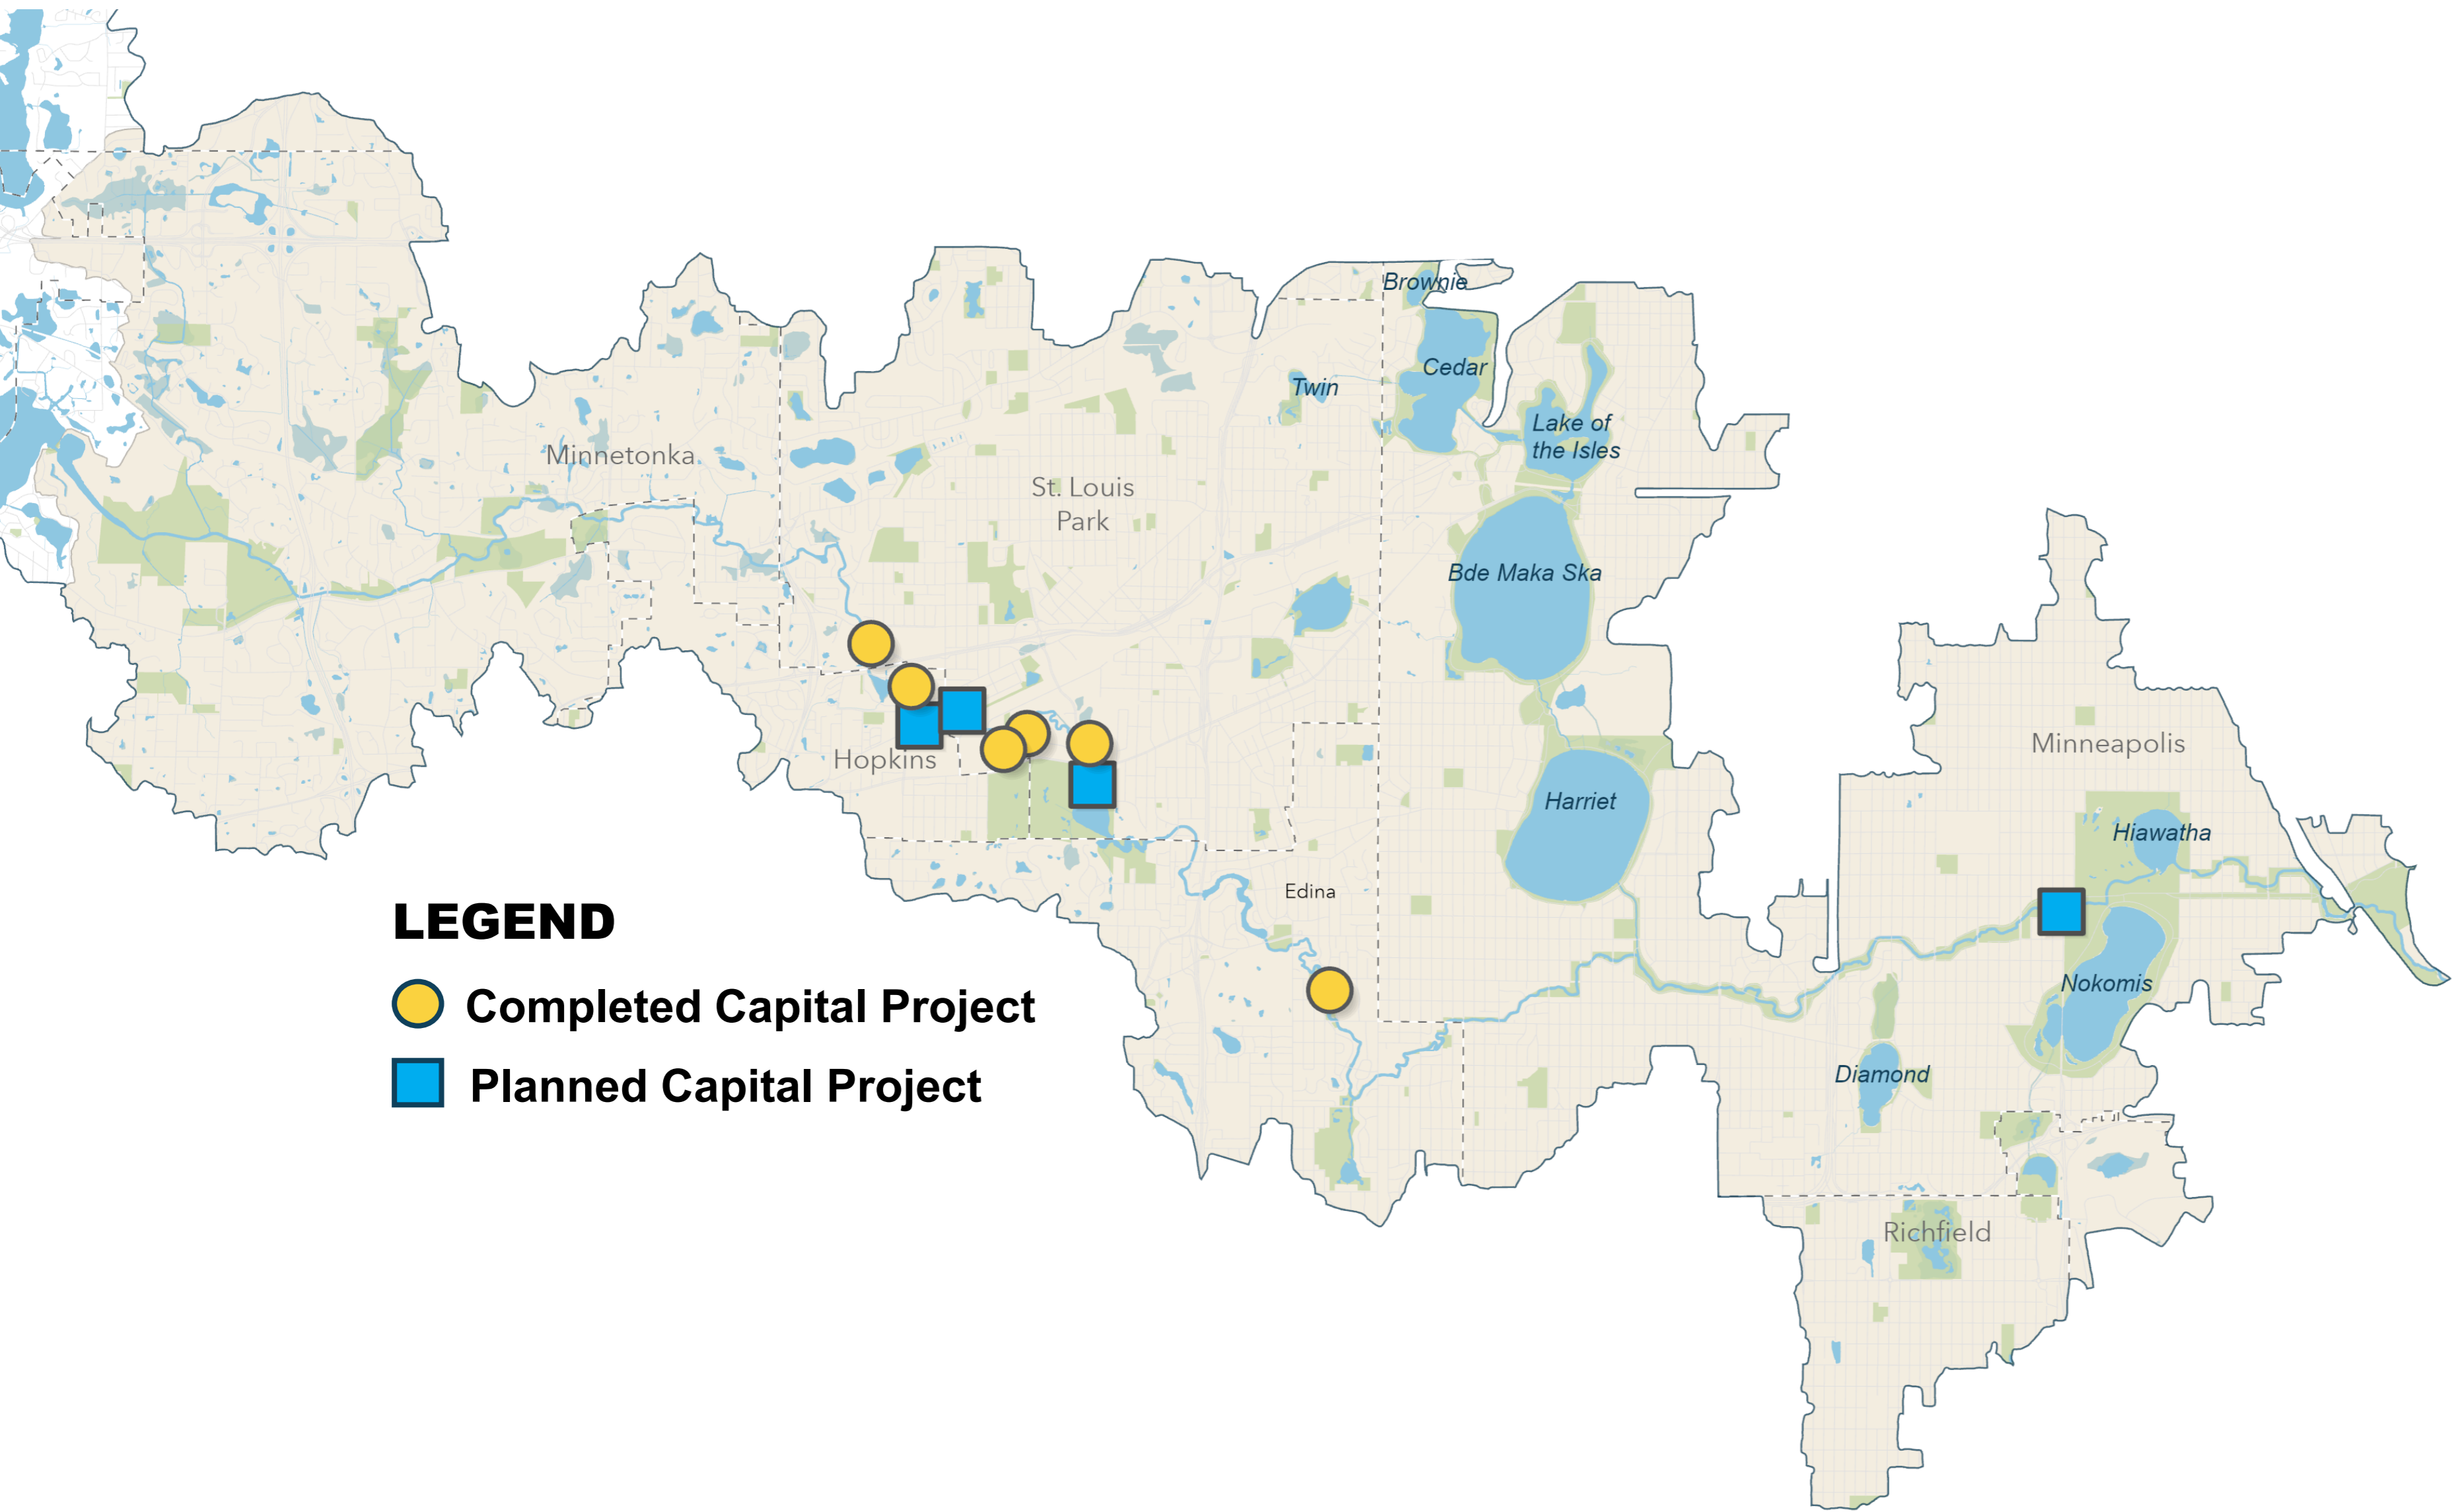 Brownie
Cedar
Twin
Lake of
the Isles
Minnetonka
St. Louis
Park
Bde Maka Ska
Minneapolis
Hopkins
Harriet
Hiawatha
Edina
Nokomis
Diamond
Richfield
LEGEND
Completed Capital Project
Planned Capital Project